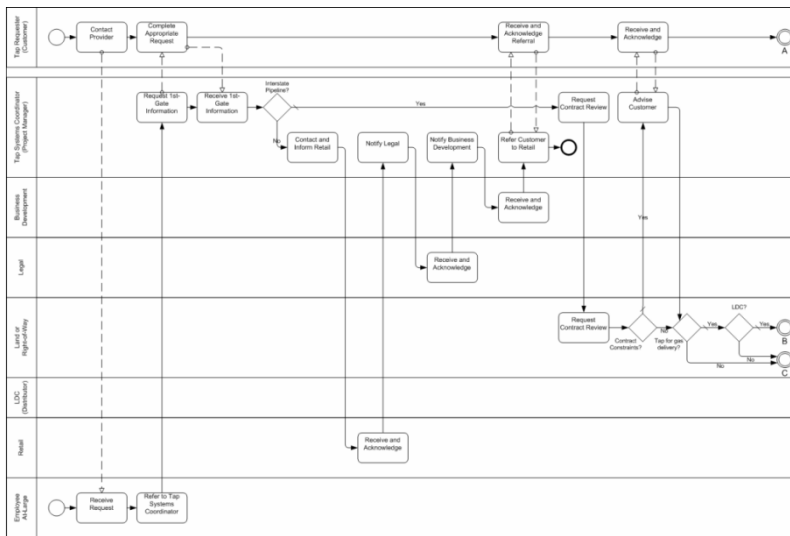 Tap Requester
(Customer)
Contact
Provider
Complete
Appropriate
Request
Receive and
Acknowledge
Referral
Receive and
Acknowledge
A
Tap Systems Coordinator
(Project Manager)
Request 1st-
Gate
Information
Receive 1st-
Gate
Information
Interstate
Pipeline?
Yes
No
Contact and
Inform Retail
Notify Legal
Notify Business
Development
Refer Customer
to Retail
Request
Contract Review
Advise
Customer
Business
Development
Receive and
Acknowledge
Yes
Legal
Receive and
Acknowledge
Land or
Right-of-Way
Request
Contract Review
Contract
Constraints?
No
Tap for gas
delivery?
Yes
No
LDC?
Yes
No
B
C
LDC
(Distributor)
Retail
Receive and
Acknowledge
Employee
At-Large
Receive
Request
Refer to Tap
Systems
Coordinator